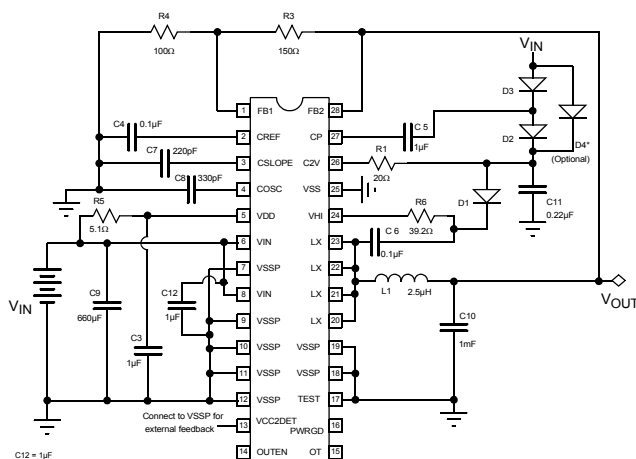 R4
100Ω
R3
150Ω
V_IN
D3
D2
D4*
(Optional)
C4
0.1µF
C7
220pF
C8
330pF
R5
5.1Ω
C 5
1µF
R1
20Ω
D1
C11
0.22µF
R6
39.2Ω
C 6
0.1µF
L1
2.5µH
V_OUT
C10
1mF
V_IN
C9
660µF
C3
1µF
C12
1µF
1 FB1 FB2 28
2 CREF CP 27
3 CSLOPE C2V 26
4 COSC VSS 25
5 VDD VHI 24
6 VIN LX 23
7 VSSP LX 22
8 VIN LX 21
9 VSSP LX 20
10 VSSP VSSP 19
11 VSSP VSSP 18
12 VSSP TEST 17
13 VCC2DET PWRGD 16
14 OUTEN OT 15
Connect to VSSP for
external feedback
C12 = 1µF